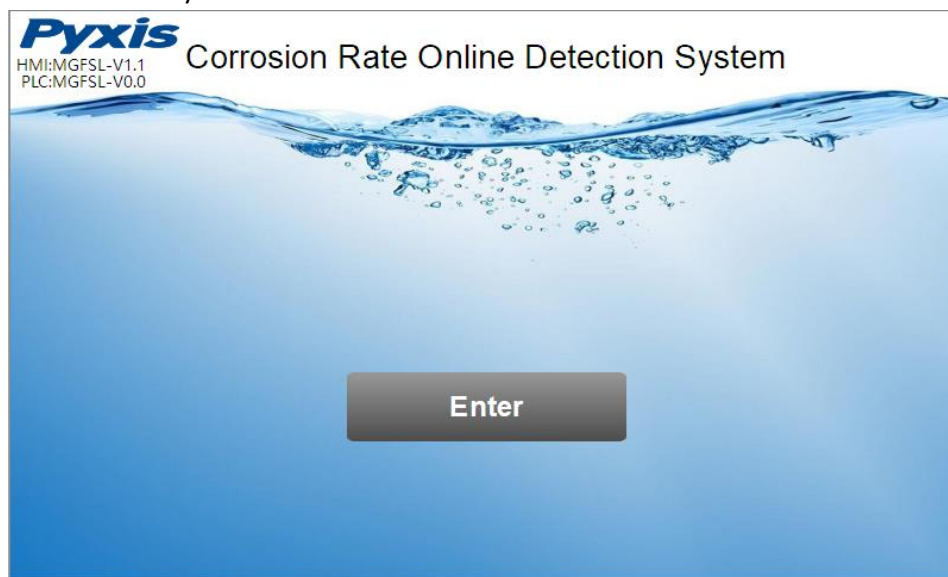 Pyxis
HMI:MGFSL-V1.1
PLC:MGFSL-V0.0
Corrosion Rate Online Detection System
Enter